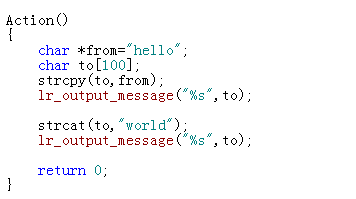 Action()
{
    char *from="hello";
    char to[100];
    strcpy(to,from);
    lr_output_message("%s",to);

    strcat(to,"world");
    lr_output_message("%s",to);

    return 0;
}